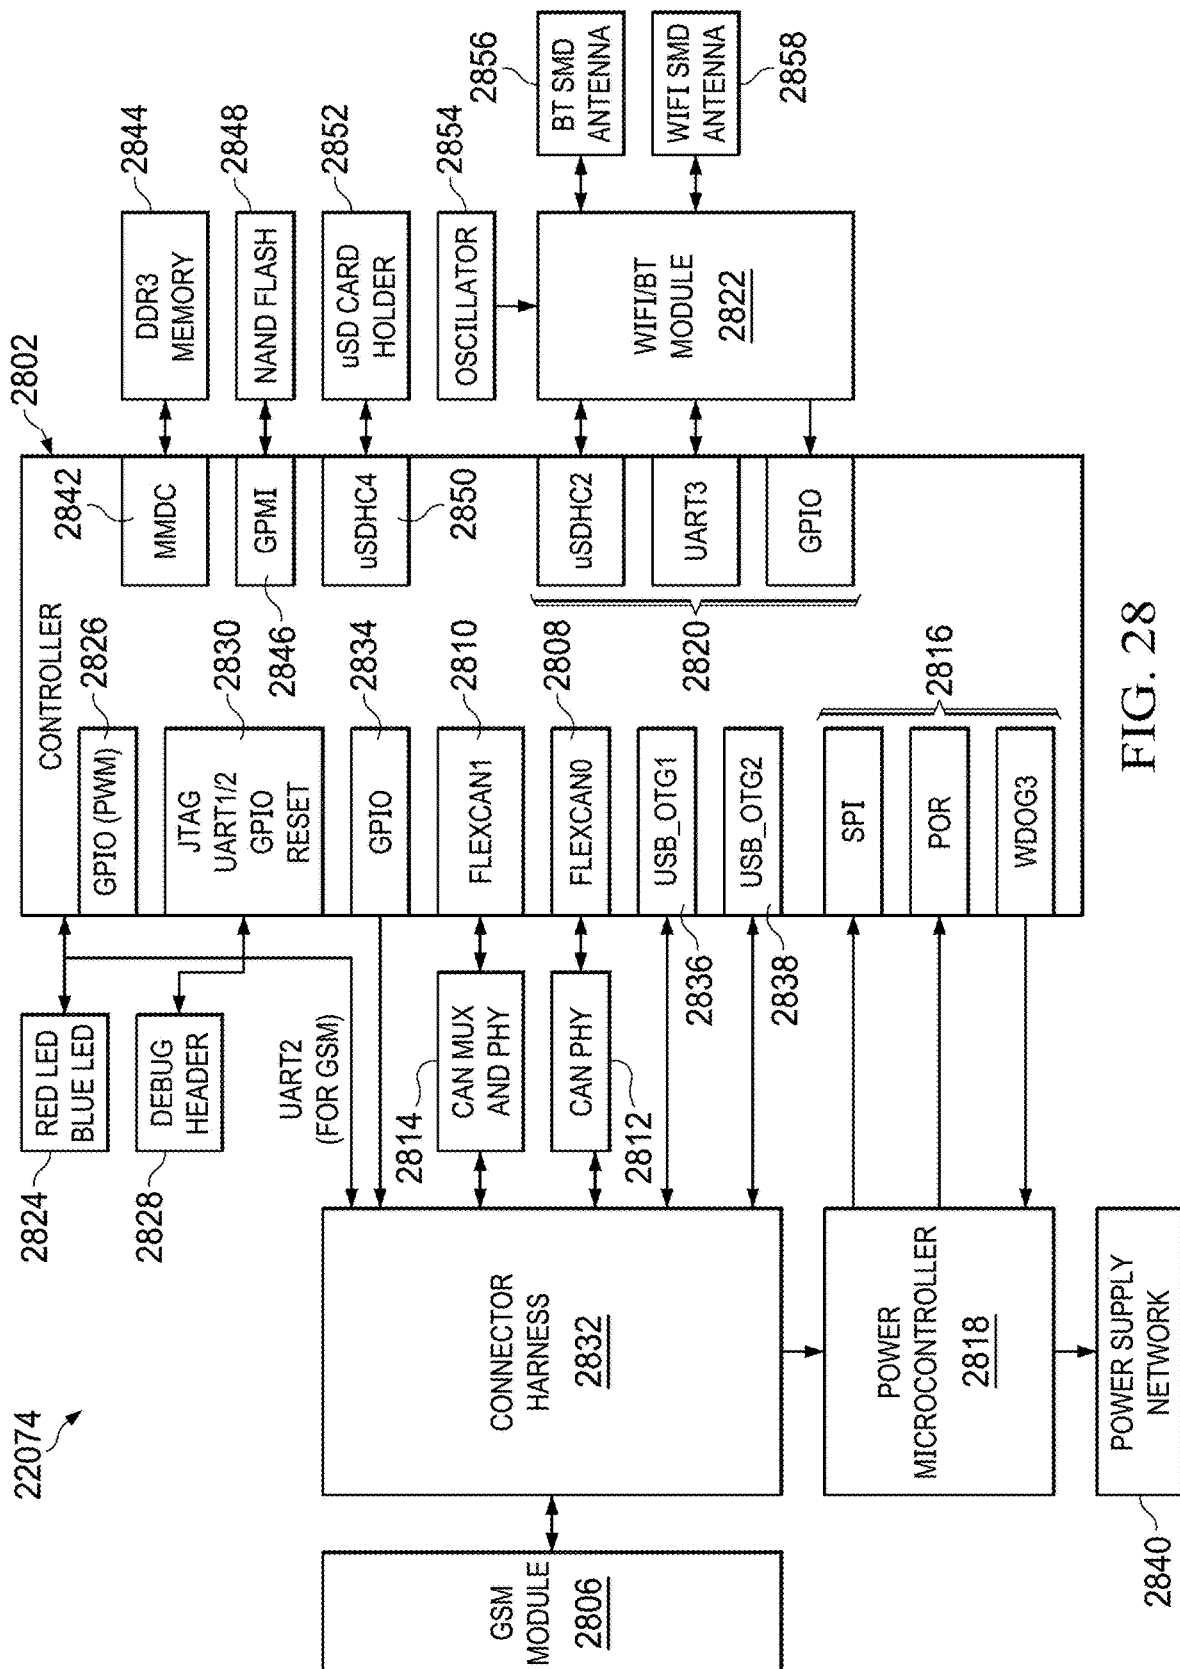 22074
2824
RED LED
BLUE LED
2828
DEBUG
HEADER
UART2
(FOR GSM)
GSM
MODULE
2806
CONNECTOR
HARNESS
2832
2814
CAN MUX
AND PHY
CAN PHY
2812
POWER
MICROCONTROLLER
2818
POWER SUPPLY
NETWORK
2840
CONTROLLER
2802
GPIO (PWM)
2826
JTAG
UART1/2
GPIO
RESET
2830
GPIO
2834
FLEXCAN1
2810
FLEXCAN0
2808
USB_OTG1
2836
USB_OTG2
2838
SPI
POR
WDOG3
2816
2842
MMDC
GPMI
2846
uSDHC4
2850
uSDHC2
UART3
GPIO
2820
DDR3
MEMORY
2844
NAND FLASH
2848
uSD CARD
HOLDER
2852
OSCILLATOR
2854
WIFI/BT
MODULE
2822
BT SMD
ANTENNA
2856
WIFI SMD
ANTENNA
2858
FIG. 28